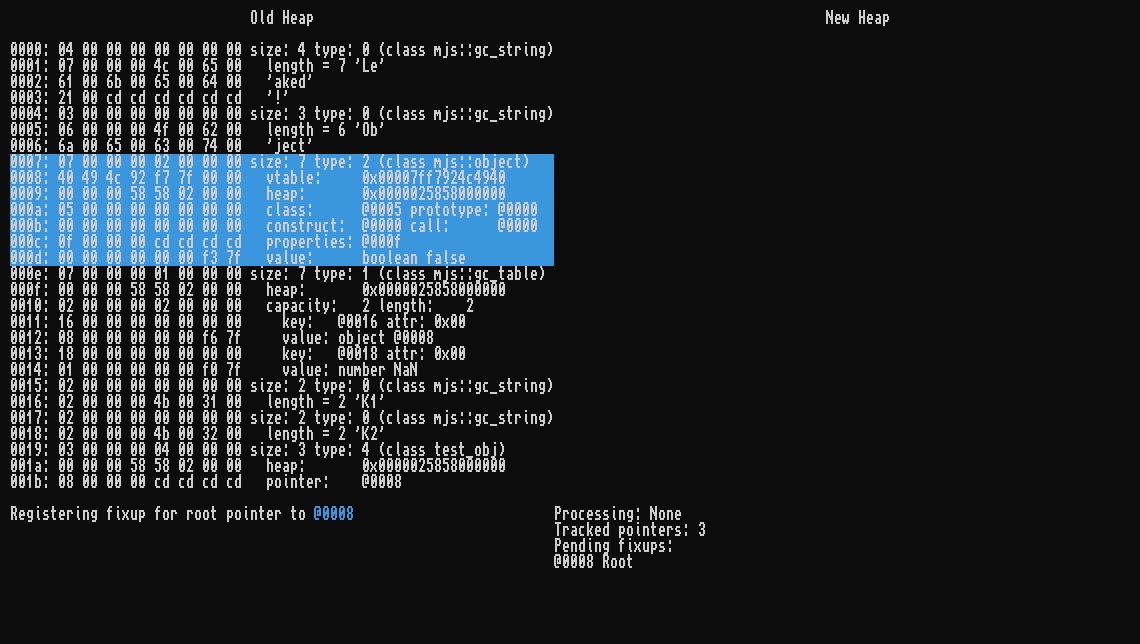 Old Heap New Heap
0000: 04 00 00 00 00 00 00 00 size: 4 type: 0 (class mjs::gc_string)
0001: 07 00 00 00 4c 00 65 00 length = 7 'Le'
0002: 61 00 6b 00 65 00 64 00 'aked'
0003: 21 00 cd cd cd cd cd cd '!'
0004: 03 00 00 00 00 00 00 00 size: 3 type: 0 (class mjs::gc_string)
0005: 06 00 00 00 4f 00 62 00 length = 6 'Ob'
0006: 6a 00 65 00 63 00 74 00 'ject'
0007: 07 00 00 00 02 00 00 00 size: 7 type: 2 (class mjs::object)
0008: 40 49 4c 92 f7 7f 00 00 vtable: 0x00007ff7924c4940
0009: 00 00 00 58 58 02 00 00 heap: 0x0000025858000000
000a: 05 00 00 00 00 00 00 00 class: @0005 prototype: @0000
000b: 00 00 00 00 00 00 00 00 construct: @0000 call: @0000
000c: 0f 00 00 00 cd cd cd cd properties: @000f
000d: 00 00 00 00 00 00 f3 7f value: boolean false
000e: 07 00 00 00 01 00 00 00 size: 7 type: 1 (class mjs::gc_table)
000f: 00 00 00 58 58 02 00 00 heap: 0x0000025858000000
0010: 02 00 00 00 02 00 00 00 capacity: 2 length: 2
0011: 16 00 00 00 00 00 00 00 key: @0016 attr: 0x00
0012: 08 00 00 00 00 00 f6 7f value: object @0008
0013: 18 00 00 00 00 00 00 00 key: @0018 attr: 0x00
0014: 01 00 00 00 00 00 f0 7f value: number NaN
0015: 02 00 00 00 00 00 00 00 size: 2 type: 0 (class mjs::gc_string)
0016: 02 00 00 00 4b 00 31 00 length = 2 'K1'
0017: 02 00 00 00 00 00 00 00 size: 2 type: 0 (class mjs::gc_string)
0018: 02 00 00 00 4b 00 32 00 length = 2 'K2'
0019: 03 00 00 00 04 00 00 00 size: 3 type: 4 (class test_obj)
001a: 00 00 00 58 58 02 00 00 heap: 0x0000025858000000
001b: 08 00 00 00 cd cd cd cd pointer: @0008
Registering fixup for root pointer to @0008
Processing: None
Tracked pointers: 3
Pending fixups:
@0008 Root